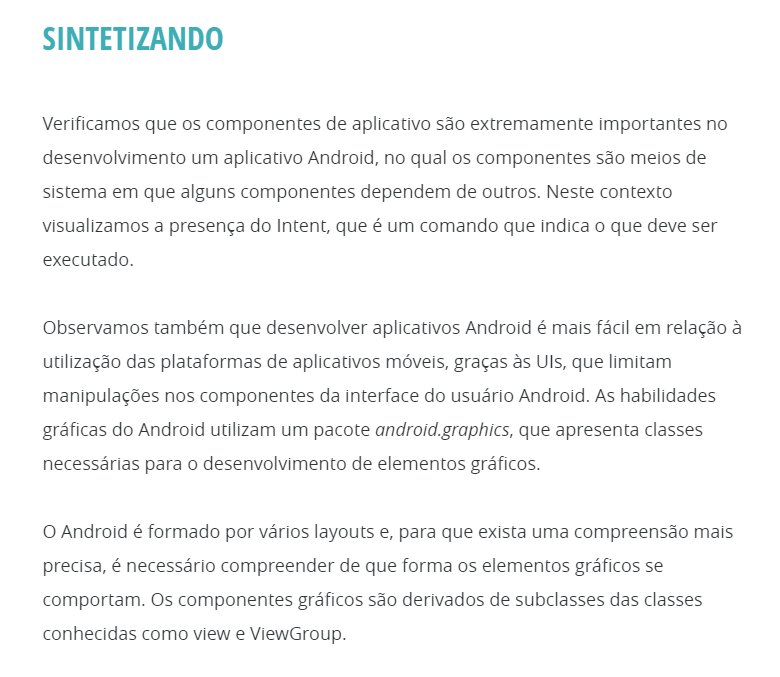 SINTETIZANDO
Verificamos que os componentes de aplicativo são extremamente importantes no
desenvolvimento um aplicativo Android, no qual os componentes são meios de
sistema em que alguns componentes dependem de outros. Neste contexto
visualizamos a presença do Intent, que é um comando que indica o que deve ser
executado.
Observamos também que desenvolver aplicativos Android é mais fácil em relação à
utilização das plataformas de aplicativos móveis, graças às UIs, que limitam
manipulações nos componentes da interface do usuário Android. As habilidades
gráficas do Android utilizam um pacote android.graphics, que apresenta classes
necessárias para o desenvolvimento de elementos gráficos.
O Android é formado por vários layouts e, para que exista uma compreensão mais
precisa, é necessário compreender de que forma os elementos gráficos se
comportam. Os componentes gráficos são derivados de subclasses das classes
conhecidas como view e ViewGroup.